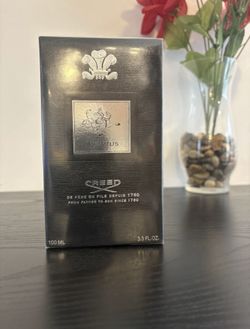 CREED
DE PÈRE EN FILS DEPUIS 1760
FROM FATHER TO SON SINCE 1760
100 ML
3.3 FL.OZ.